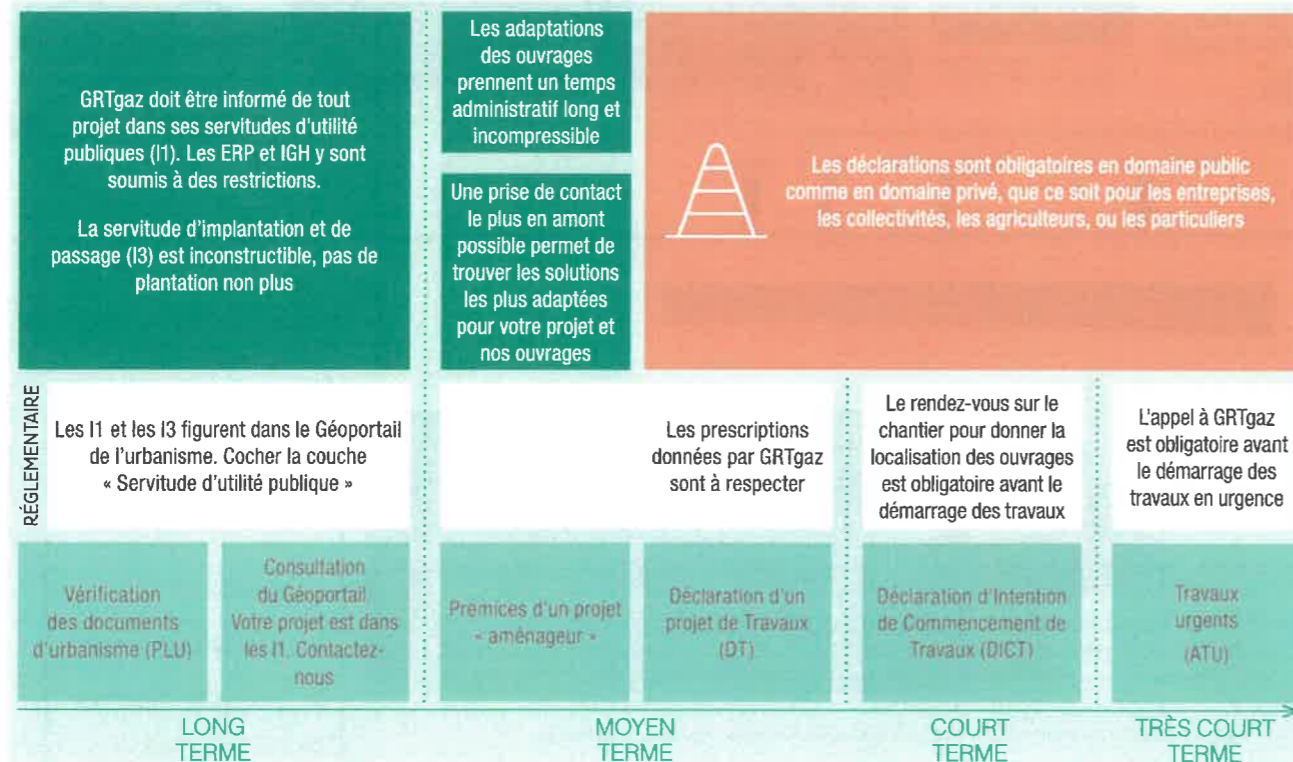 GRTgaz doit être informé de tout
projet dans ses servitudes d'utilité
publiques (I1). Les ERP et IGH y sont
soumis à des restrictions.
La servitude d'implantation et de
passage (I3) est inconstructible, pas de
plantation non plus
Les adaptations
des ouvrages
prennent un temps
administratif long et
incompressible
Une prise de contact
le plus en amont
possible permet de
trouver les solutions
les plus adaptées
pour votre projet et
nos ouvrages
Les déclarations sont obligatoires en domaine public
comme en domaine privé, que ce soit pour les entreprises,
les collectivités, les agriculteurs, ou les particuliers
RÉGLEMENTAIRE
Les I1 et les I3 figurent dans le Géoportail
de l'urbanisme. Cocher la couche
« Servitude d'utilité publique »
Les prescriptions
données par GRTgaz
sont à respecter
Le rendez-vous sur le
chantier pour donner la
localisation des ouvrages
est obligatoire avant le
démarrage des travaux
L'appel à GRTgaz
est obligatoire avant
le démarrage des
travaux en urgence
Vérification
des documents
d'urbanisme (PLU)
Consultation
du Géoportail
Votre projet est dans
les I1. Contactez-
nous
Prémices d'un projet
« aménageur »
Déclaration d'un
projet de Travaux
(DT)
Déclaration d'Intention
de Commencement de
Travaux (DICT)
Travaux
urgents
(ATU)
LONG
TERME
MOYEN
TERME
COURT
TERME
TRÈS COURT
TERME